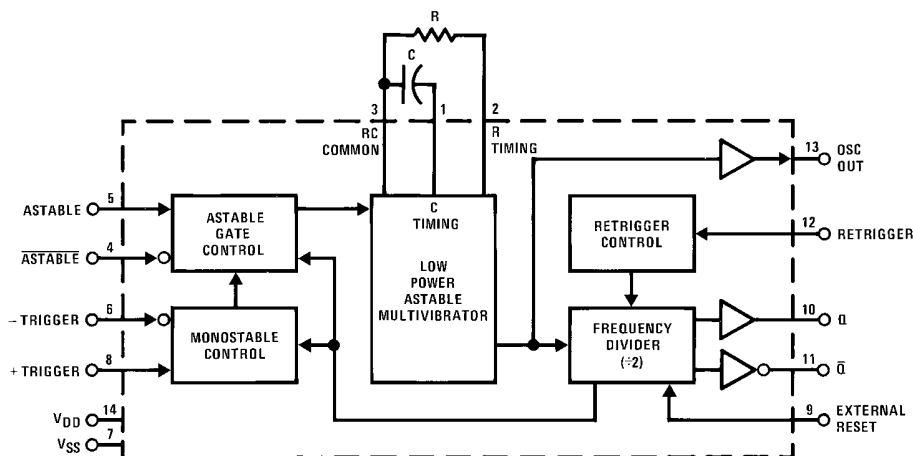 R
C
3
1
2
RC
COMMON
R
TIMING
13
OSC
OUT
5
ASTABLE
ASTABLE
GATE
CONTROL
C
TIMING
RETRIGGER
CONTROL
12
RETRIGGER
4
ASTABLE
LOW
POWER
ASTABLE
MULTIVIBRATOR
6
– TRIGGER
MONOSTABLE
CONTROL
FREQUENCY
DIVIDER
(÷2)
10
Q
8
+ TRIGGER
11
Q̅
14
VDD
9
EXTERNAL
RESET
7
VSS